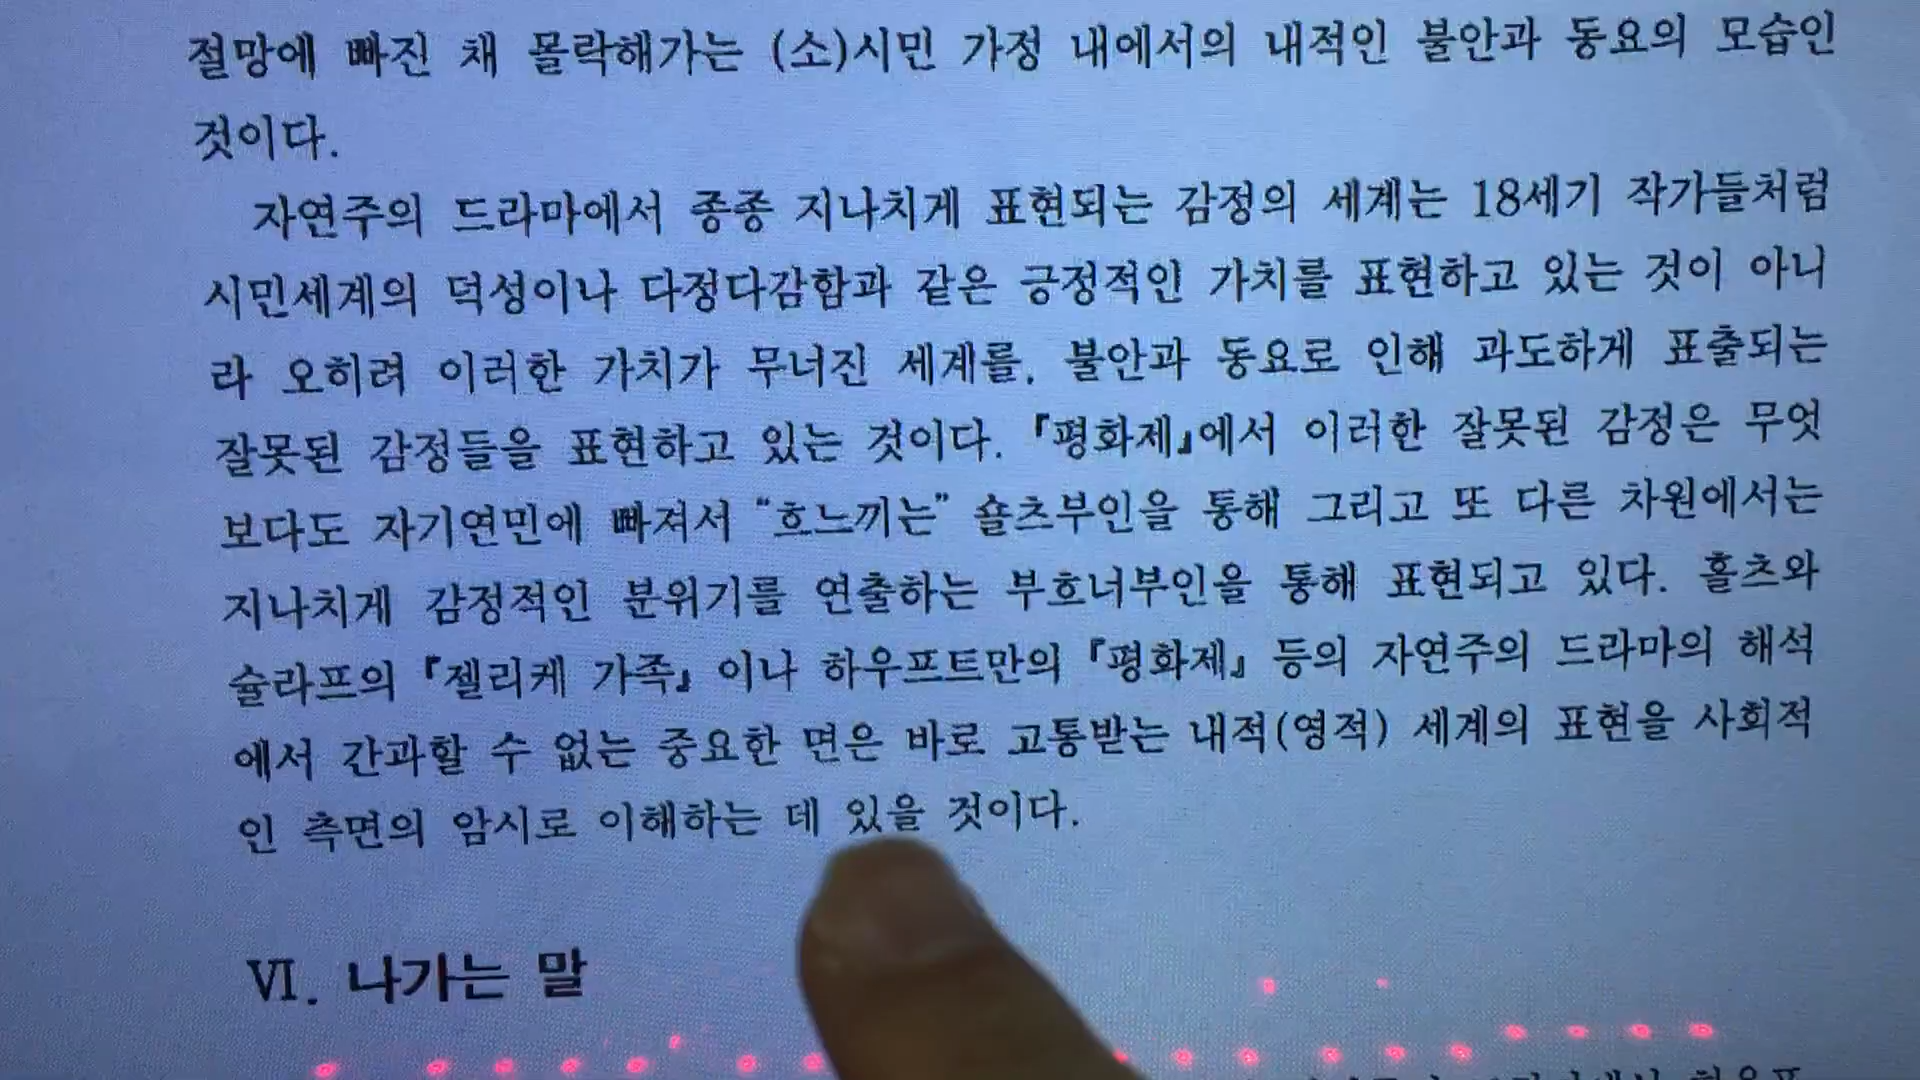 절망에 빠진 채 몰락해가는 (소)시민 가정 내에서의 내적인 불안과 동요의 모습인
것이다.
자연주의 드라마에서 종종 지나치게 표현되는 감정의 세계는 18세기 작가들처럼
시민세계의 덕성이나 다정다감함과 같은 긍정적인 가치를 표현하고 있는 것이 아니
라 오히려 이러한 가치가 무너진 세계를, 불안과 동요로 인해 과도하게 표출되는
잘못된 감정들을 표현하고 있는 것이다. 『평화제』에서 이러한 잘못된 감정은 무엇
보다도 자기연민에 빠져서 “흐느끼는” 숄츠부인을 통해 그리고 또 다른 차원에서는
지나치게 감정적인 분위기를 연출하는 부흐너부인을 통해 표현되고 있다. 홀츠와
슐라프의 『젤리케 가족』이나 하우프트만의 『평화제』 등의 자연주의 드라마의 해석
에서 간과할 수 없는 중요한 면은 바로 고통받는 내적(영적) 세계의 표현을 사회적
인 측면의 암시로 이해하는 데 있을 것이다.
Ⅵ. 나가는 말